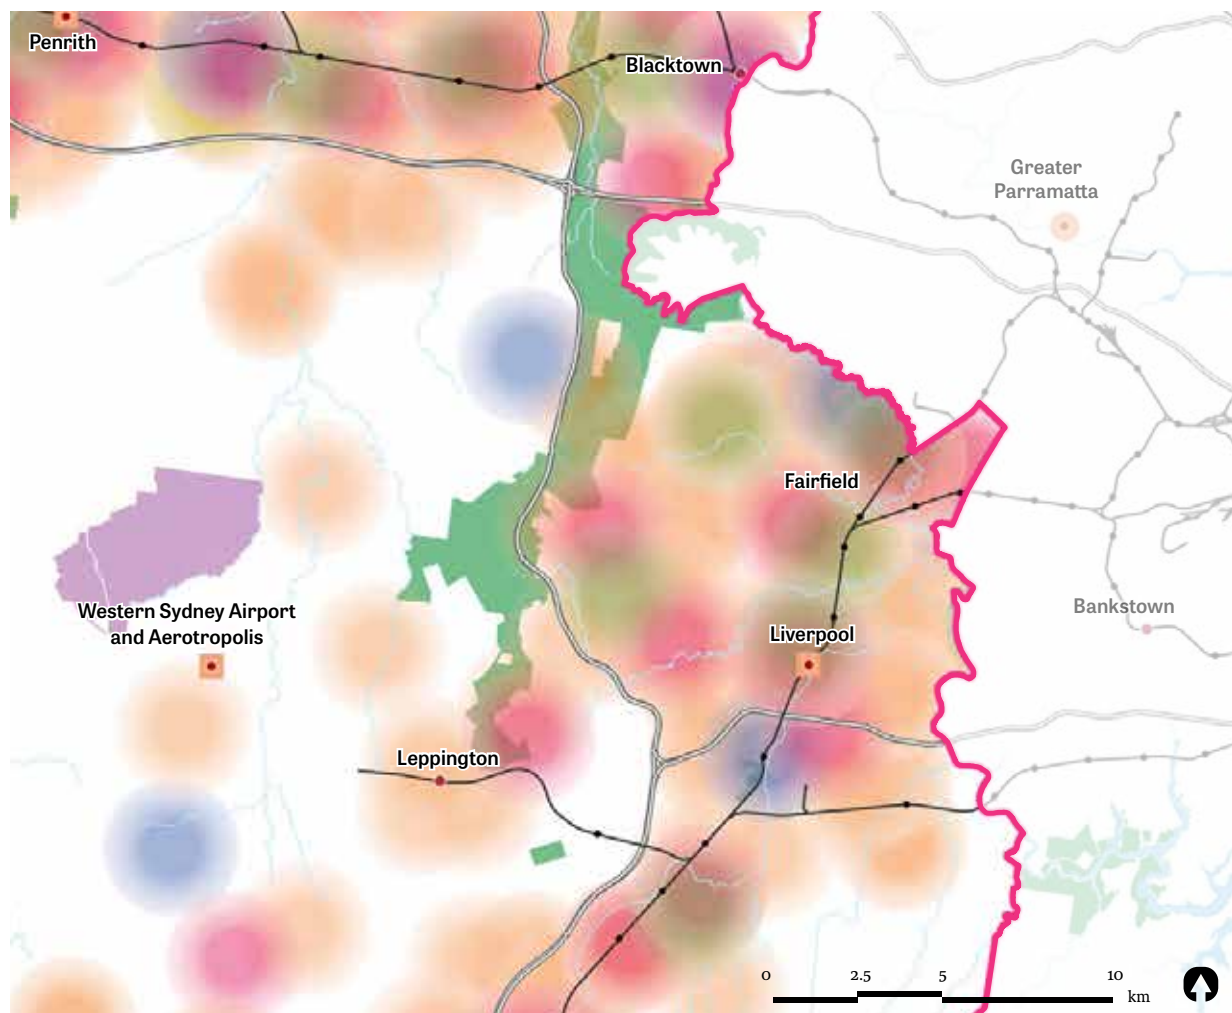 Penrith
Blacktown
Greater
Parramatta
Fairfield
Western Sydney Airport
and Aerotropolis
Bankstown
Liverpool
Leppington
0 2.5 5 10
km